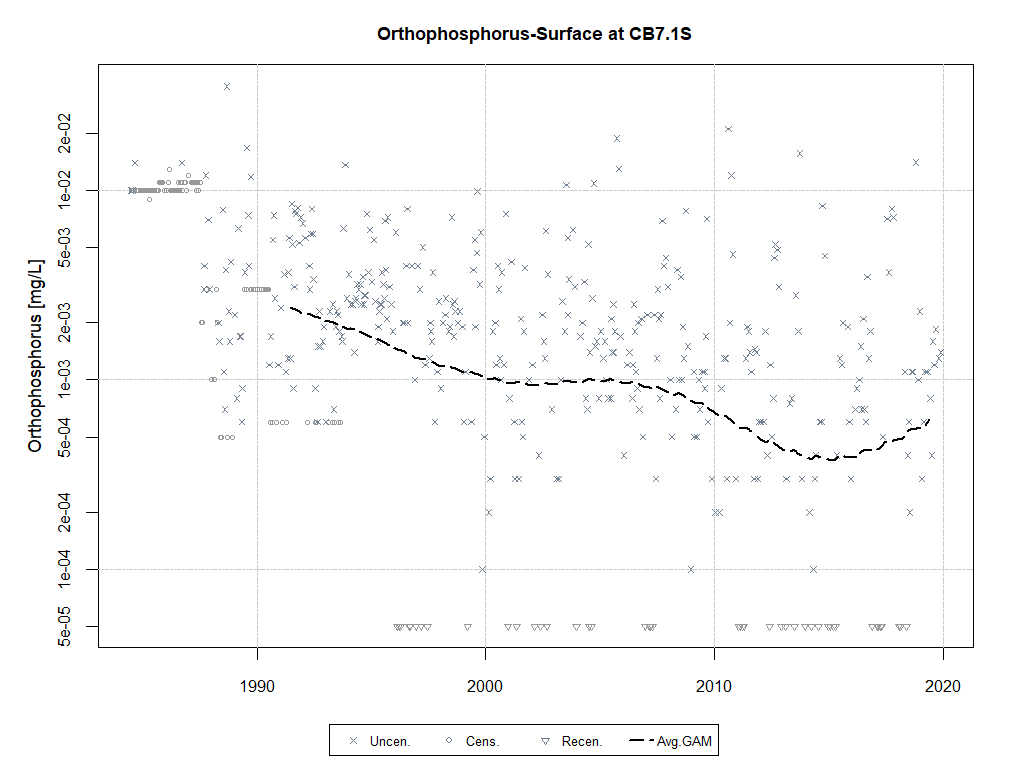 Orthophosphorus-Surface at CB7.1S
Orthophosphorus [mg/L]
2e-02
1e-02
5e-03
2e-03
1e-03
5e-04
2e-04
1e-04
5e-05
1990 2000 2010 2020
Uncen. Cens. Recen. Avg.GAM